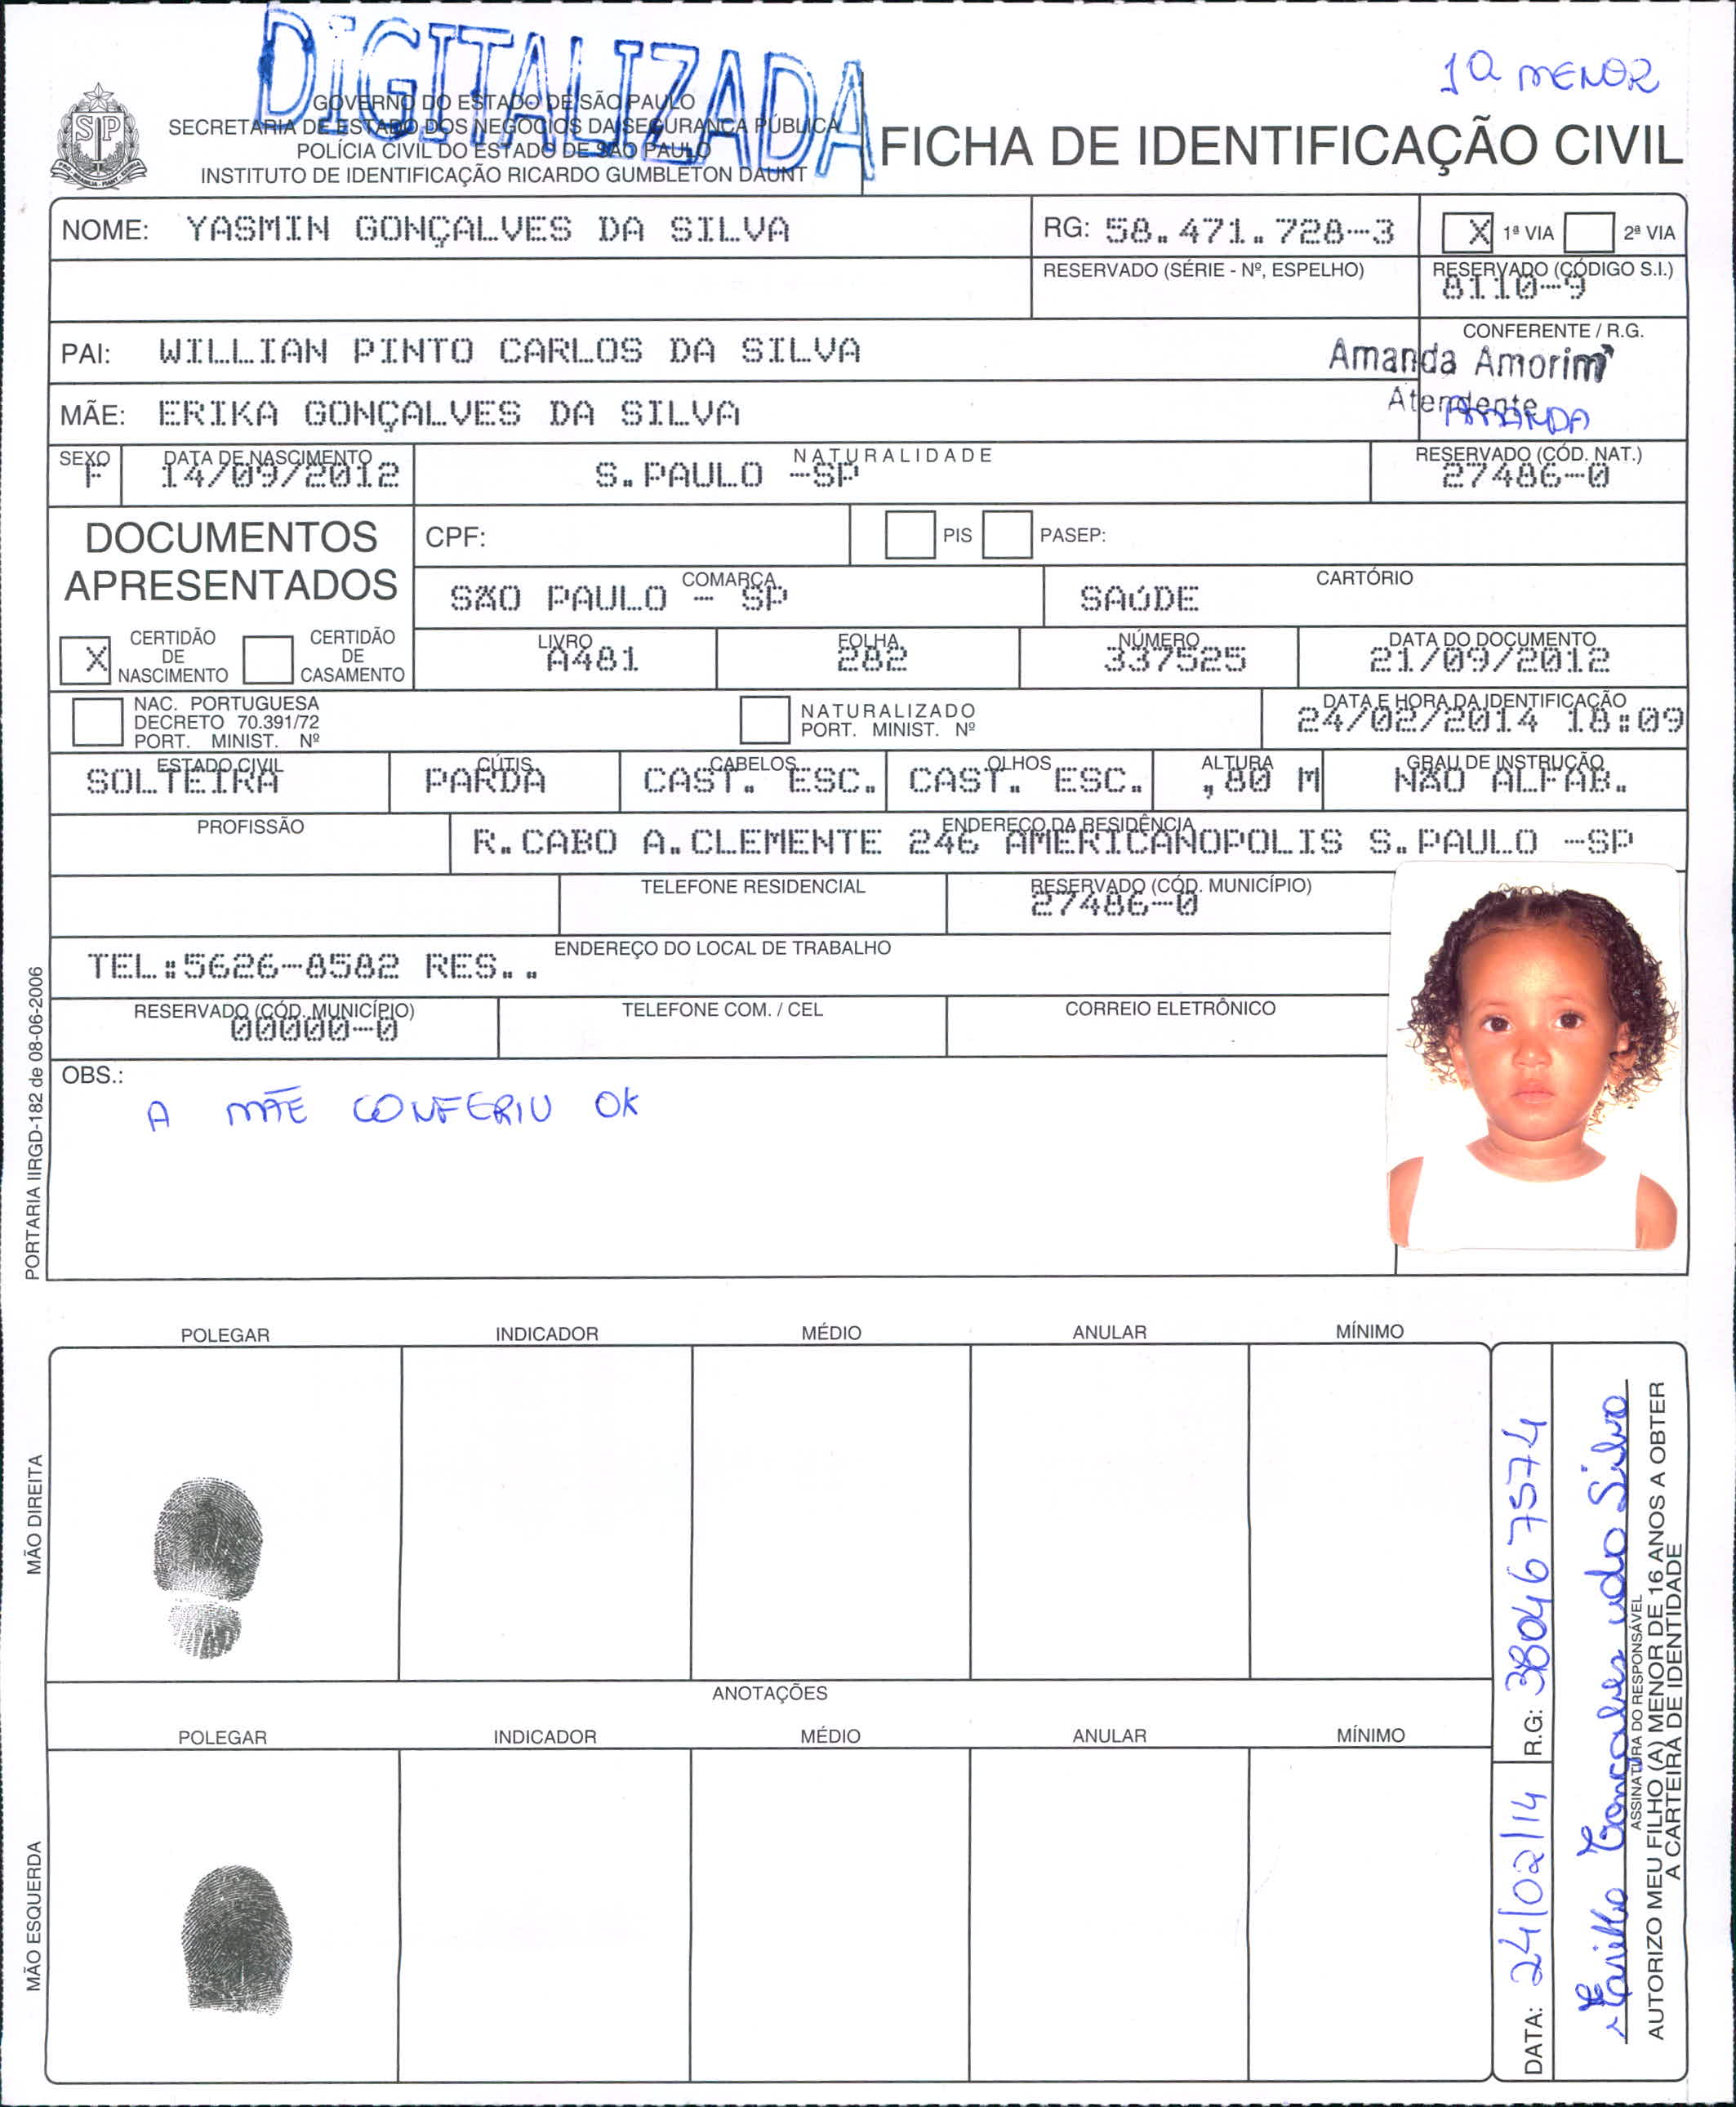 DIGITALIZADA
1ª MENOR
GOVERNO DO ESTADO DE SÃO PAULO
SECRETARIA DE ESTADO DOS NEGÓCIOS DA SEGURANÇA PÚBLICA
POLÍCIA CIVIL DO ESTADO DE SÃO PAULO
INSTITUTO DE IDENTIFICAÇÃO RICARDO GUMBLETON DAUNT
FICHA DE IDENTIFICAÇÃO CIVIL
NOME: YASMIN GONÇALVES DA SILVA RG: 58.471.728-3 X 1ª VIA 2ª VIA
RESERVADO (SÉRIE - Nº, ESPELHO) RESERVADO (CÓDIGO S.I.)
8110-9
PAI: WILLIAN PINTO CARLOS DA SILVA CONFERENTE / R.G.
Amanda Amorim
Atendente
AMANDA
MÃE: ERIKA GONÇALVES DA SILVA
SEXO DATA DE NASCIMENTO NATURALIDADE RESERVADO (CÓD. NAT.)
F 14/09/2012 S.PAULO -SP 27486-0
DOCUMENTOS
APRESENTADOS
CPF: PIS PASEP:
COMARCA CARTÓRIO
SÃO PAULO - SP SAÚDE
X CERTIDÃO DE NASCIMENTO CERTIDÃO DE CASAMENTO
LIVRO FOLHA NÚMERO DATA DO DOCUMENTO
A481 282 337525 21/09/2012
NAC. PORTUGUESA
DECRETO 70.391/72
PORT. MINIST. Nº
NATURALIZADO
PORT. MINIST. Nº
DATA E HORA DA IDENTIFICAÇÃO
24/02/2014 18:09
ESTADO CIVIL CÚTIS CABELOS OLHOS ALTURA GRAU DE INSTRUÇÃO
SOLTEIRA PARDA CAST. ESC. CAST. ESC. ,80 M NÃO ALFAB.
PROFISSÃO ENDEREÇO DA RESIDÊNCIA
R.CABO A.CLEMENTE 246 AMERICANOPOLIS S.PAULO -SP
TELEFONE RESIDENCIAL RESERVADO (CÓD. MUNICÍPIO)
27486-0
ENDEREÇO DO LOCAL DE TRABALHO
TEL:5626-8582 RES..
RESERVADO (CÓD. MUNICÍPIO) TELEFONE COM. / CEL CORREIO ELETRÔNICO
00000-0
OBS.:
A MÃE CONFERIU OK
PORTARIA IIRGD-182 de 08-06-2006
POLEGAR INDICADOR MÉDIO ANULAR MÍNIMO
MÃO DIREITA
ANOTAÇÕES
POLEGAR INDICADOR MÉDIO ANULAR MÍNIMO
MÃO ESQUERDA
DATA: 24/02/14 R.G: 380467574
Erika Gonçalves da Silva
ASSINATURA DO RESPONSÁVEL
AUTORIZO MEU FILHO (A) MENOR DE 16 ANOS A OBTER
A CARTEIRA DE IDENTIDADE